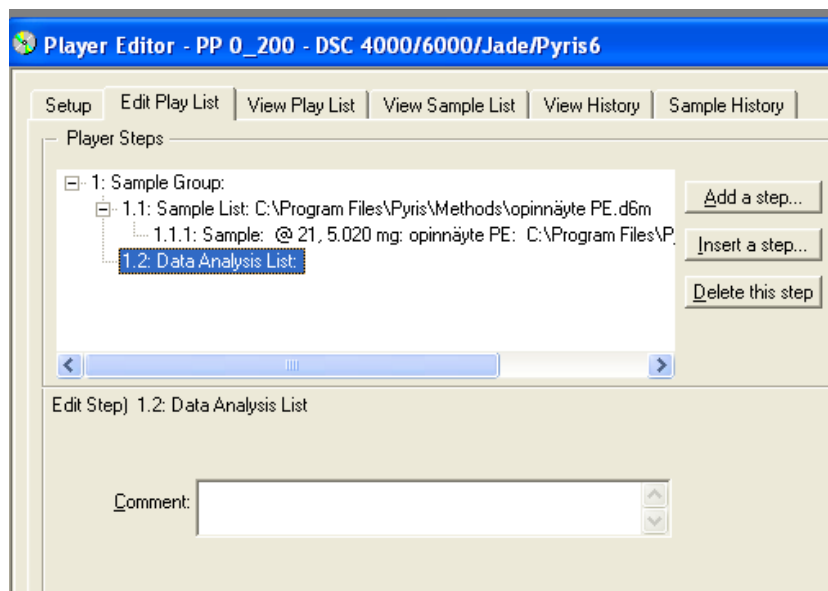 Player Editor - PP 0_200 - DSC 4000/6000/Jade/Pyris6
Setup Edit Play List View Play List View Sample List View History Sample History
Player Steps
1: Sample Group:
1.1: Sample List: C:\Program Files\Pyris\Methods\opinnäyte PE.d6m
1.1.1: Sample: @ 21, 5.020 mg: opinnäyte PE: C:\Program Files\P
1.2: Data Analysis List:
Add a step...
Insert a step...
Delete this step
Edit Step) 1.2: Data Analysis List
Comment: